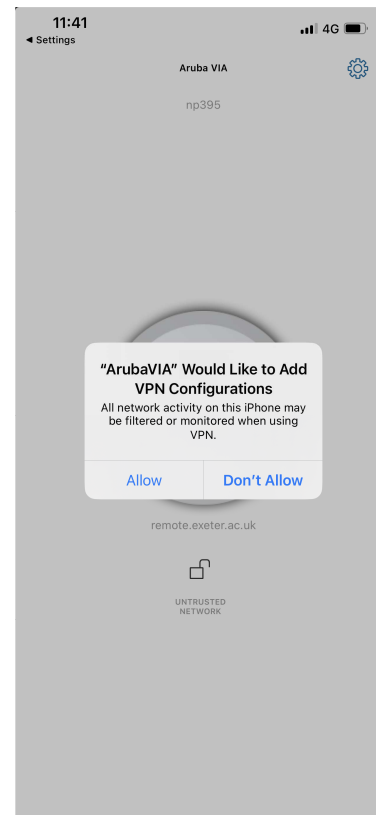 11:41
4G
◄ Settings
Aruba VIA
np395
“ArubaVIA” Would Like to Add
VPN Configurations
All network activity on this iPhone may
be filtered or monitored when using
VPN.
Allow
Don’t Allow
remote.exeter.ac.uk
UNTRUSTED
NETWORK